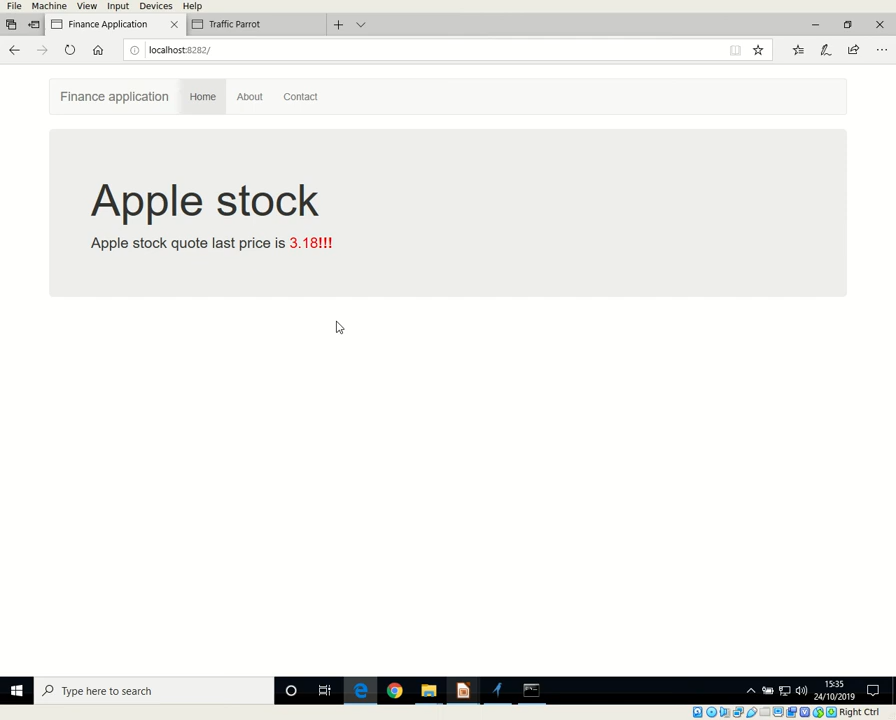 File Machine View Input Devices Help
Finance Application Traffic Parrot
localhost:8282/
Finance application Home About Contact
Apple stock
Apple stock quote last price is 3.18!!!
Type here to search
15:35
24/10/2019
Right Ctrl